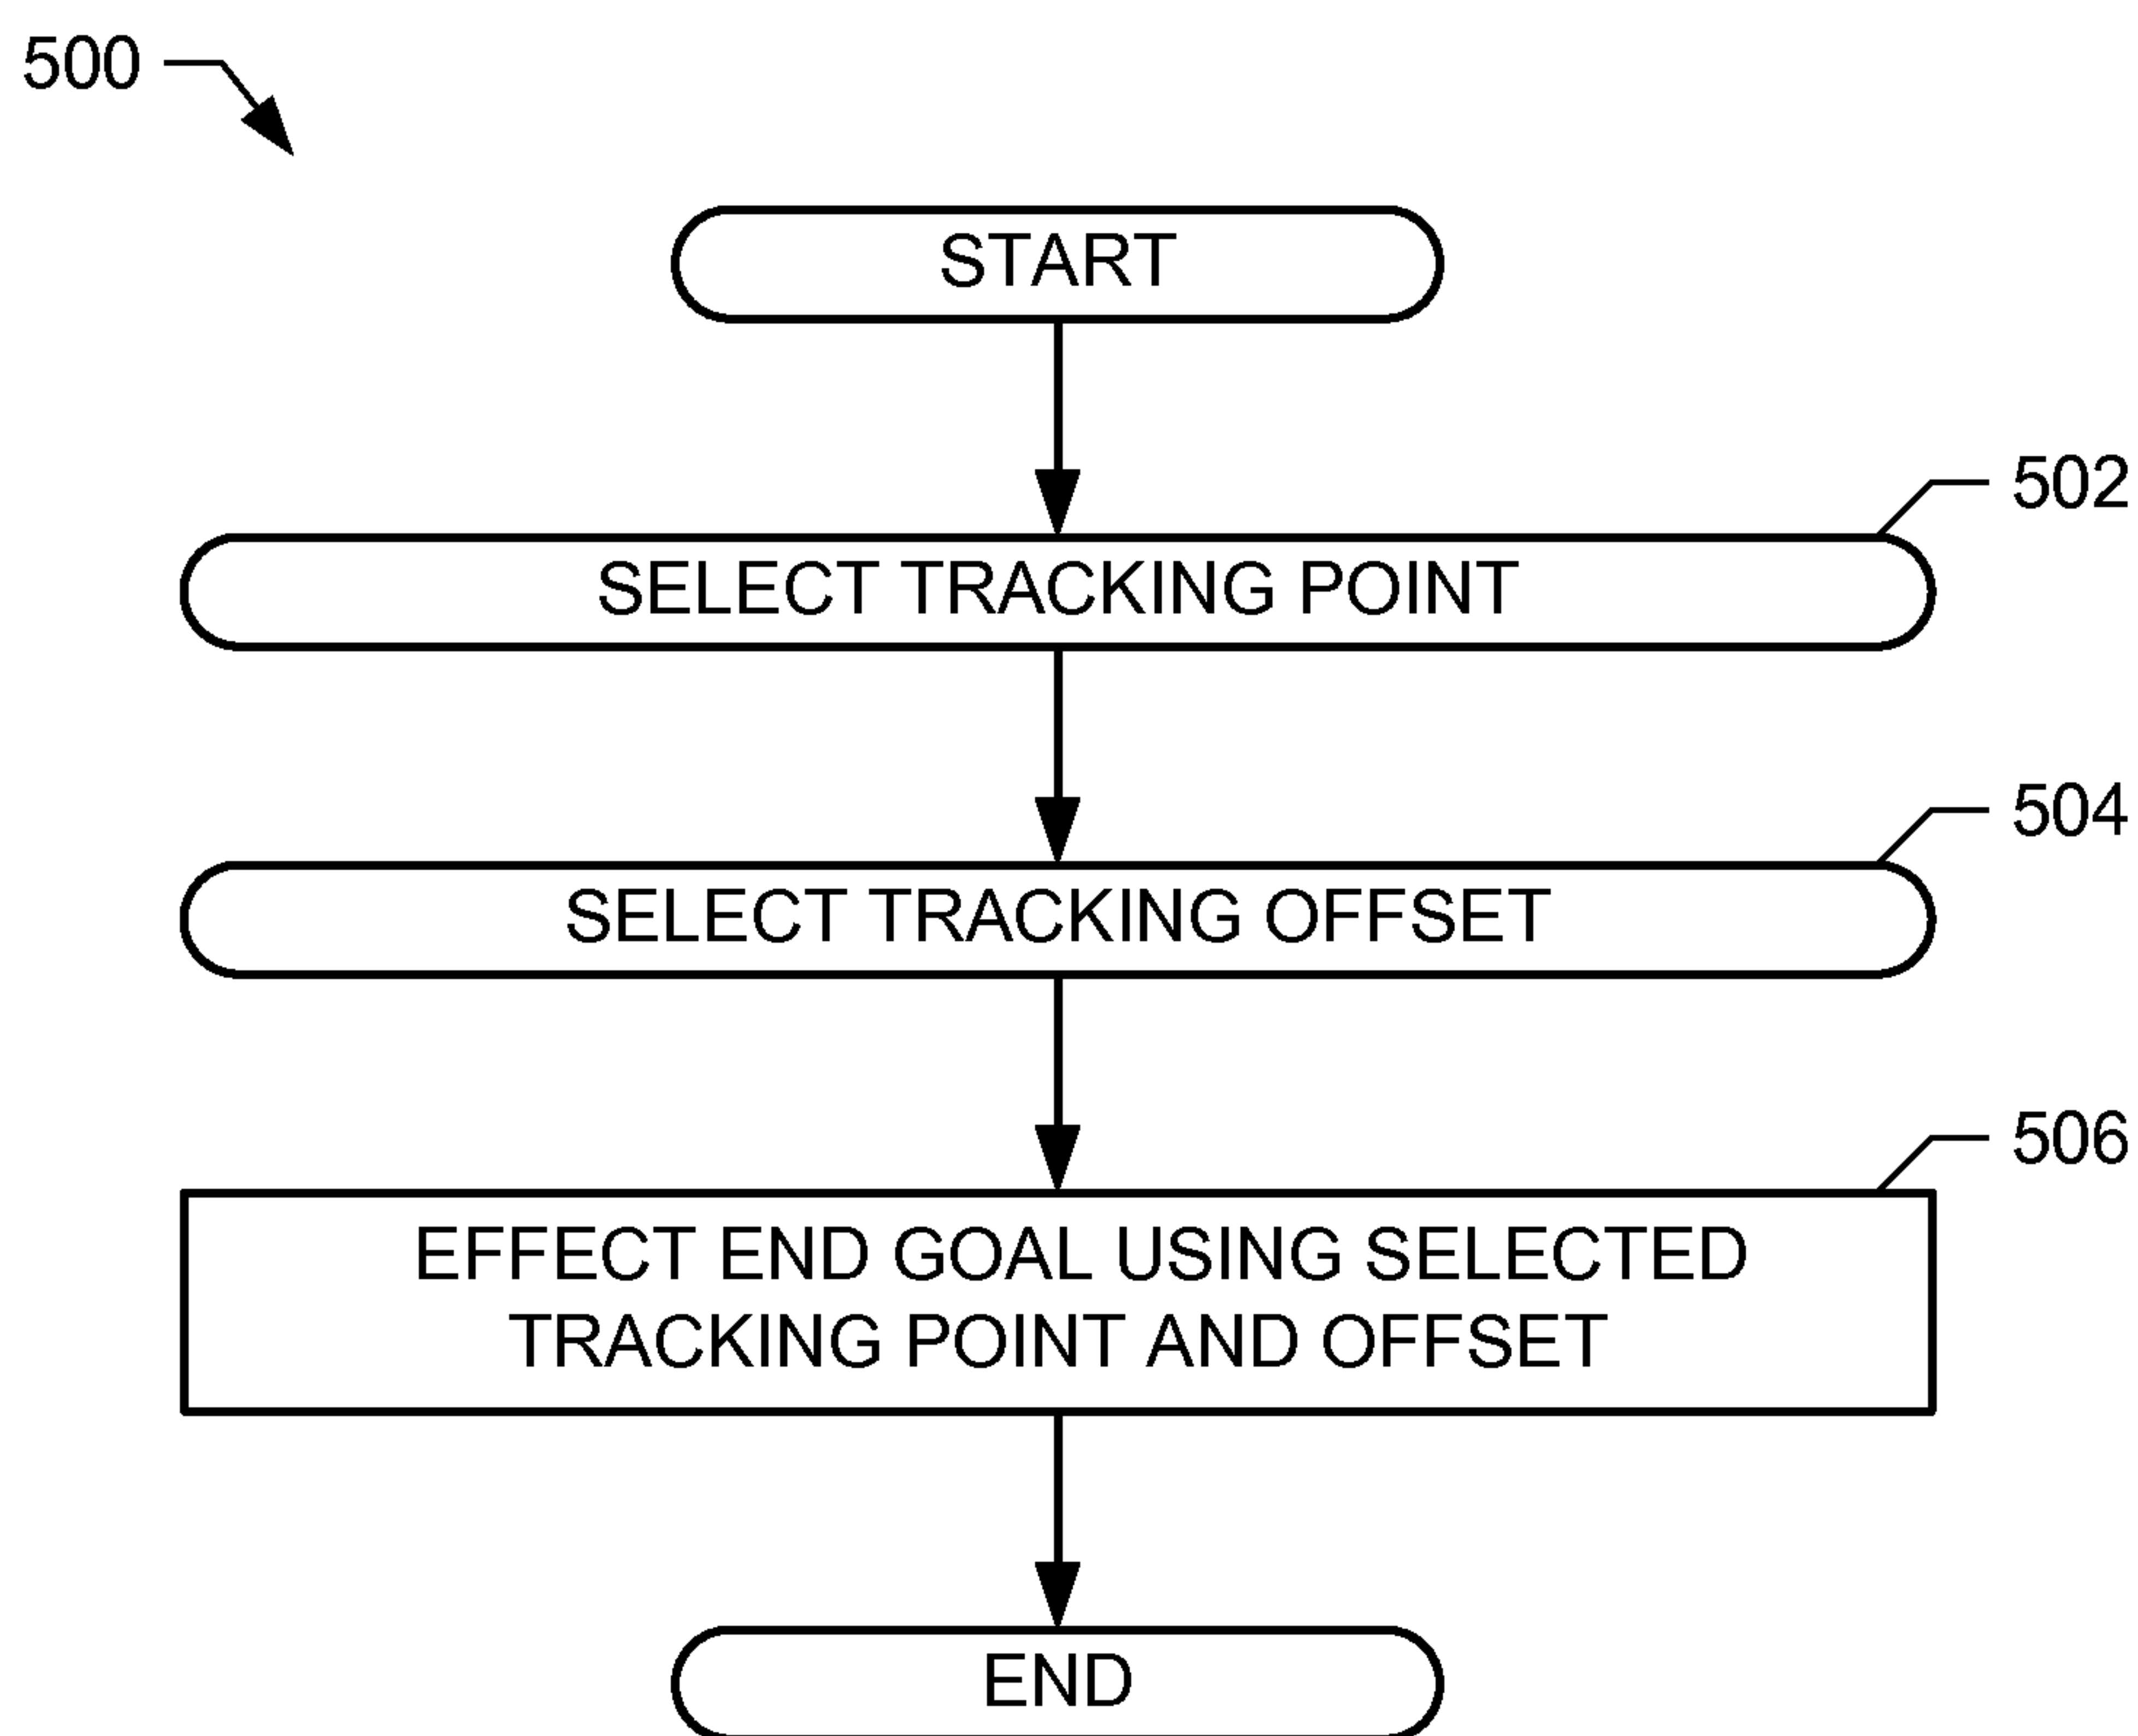 500
START
502
SELECT TRACKING POINT
504
SELECT TRACKING OFFSET
506
EFFECT END GOAL USING SELECTED
TRACKING POINT AND OFFSET
END